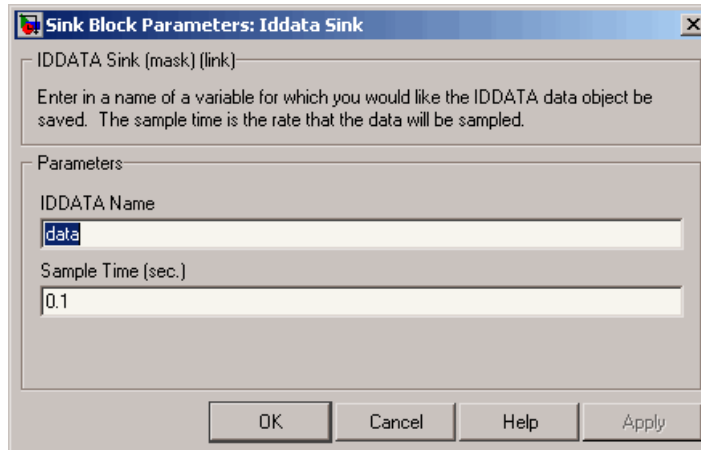 Sink Block Parameters: Iddata Sink
IDDATA Sink (mask) (link)
Enter in a name of a variable for which you would like the IDDATA data object be
saved. The sample time is the rate that the data will be sampled.
Parameters
IDDATA Name
data
Sample Time (sec.)
0.1
OK Cancel Help Apply